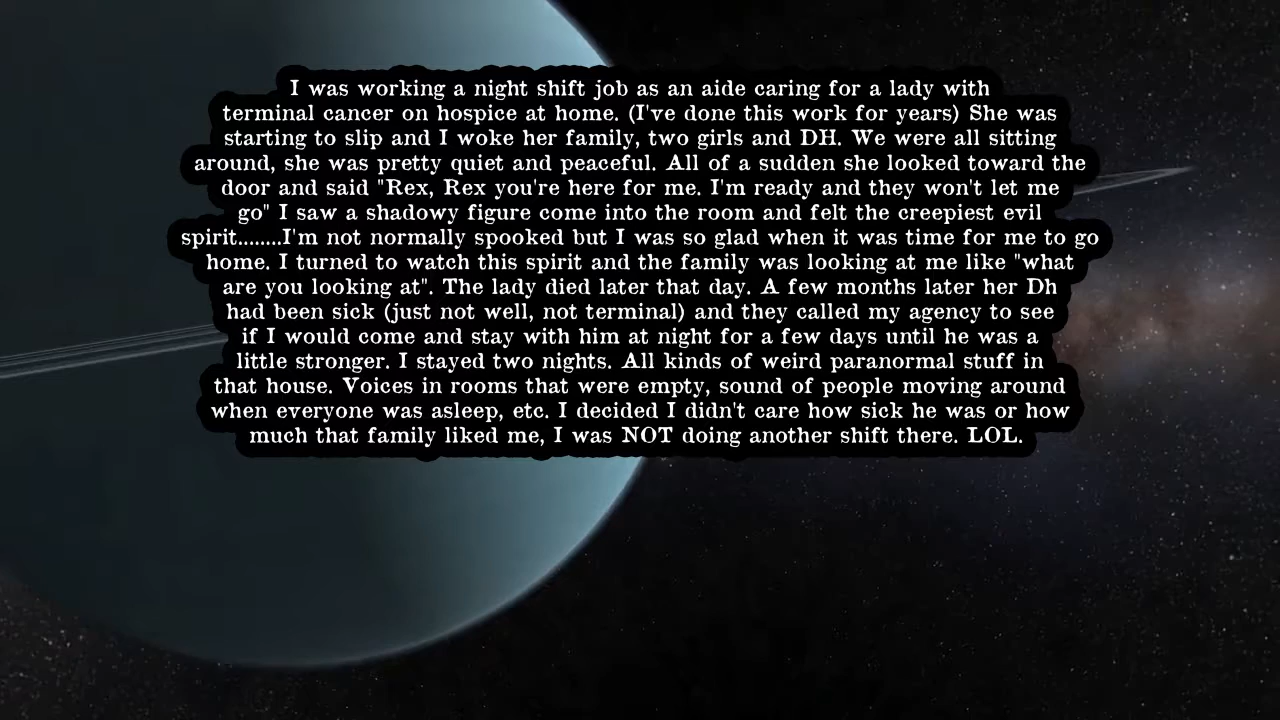 I was working a night shift job as an aide caring for a lady with
terminal cancer on hospice at home. (I've done this work for years) She was
starting to slip and I woke her family, two girls and DH. We were all sitting
around, she was pretty quiet and peaceful. All of a sudden she looked toward the
door and said "Rex, Rex you're here for me. I'm ready and they won't let me
go" I saw a shadowy figure come into the room and felt the creepiest evil
spirit........I'm not normally spooked but I was so glad when it was time for me to go
home. I turned to watch this spirit and the family was looking at me like "what
are you looking at". The lady died later that day. A few months later her Dh
had been sick (just not well, not terminal) and they called my agency to see
if I would come and stay with him at night for a few days until he was a
little stronger. I stayed two nights. All kinds of weird paranormal stuff in
that house. Voices in rooms that were empty, sound of people moving around
when everyone was asleep, etc. I decided I didn't care how sick he was or how
much that family liked me, I was NOT doing another shift there. LOL.